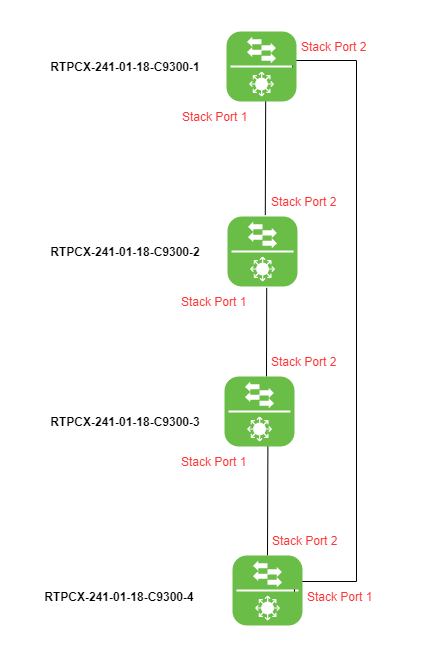 Stack Port 2
RTPCX-241-01-18-C9300-1
Stack Port 1
Stack Port 2
RTPCX-241-01-18-C9300-2
Stack Port 1
Stack Port 2
RTPCX-241-01-18-C9300-3
Stack Port 1
Stack Port 2
RTPCX-241-01-18-C9300-4
Stack Port 1